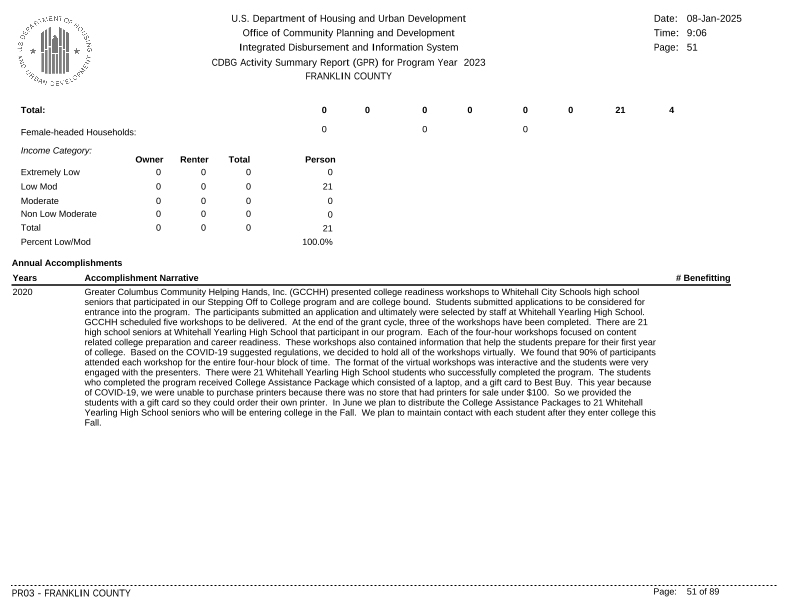 U.S. Department of Housing and Urban Development
Office of Community Planning and Development
Integrated Disbursement and Information System
CDBG Activity Summary Report (GPR) for Program Year 2023
FRANKLIN COUNTY
Date: 08-Jan-2025
Time: 9:06
Page: 51
U.S. DEPARTMENT OF HOUSING AND URBAN DEVELOPMENT
Total: 0 0 0 0 0 0 21 4
Female-headed Households: 0 0 0
Income Category:
Owner Renter Total Person
Extremely Low 0 0 0 0
Low Mod 0 0 0 21
Moderate 0 0 0 0
Non Low Moderate 0 0 0 0
Total 0 0 0 21
Percent Low/Mod 100.0%
Annual Accomplishments
Years Accomplishment Narrative # Benefitting
2020 Greater Columbus Community Helping Hands, Inc. (GCCHH) presented college readiness workshops to Whitehall City Schools high school
seniors that participated in our Stepping Off to College program and are college bound. Students submitted applications to be considered for
entrance into the program. The participants submitted an application and ultimately were selected by staff at Whitehall Yearling High School.
GCCHH scheduled five workshops to be delivered. At the end of the grant cycle, three of the workshops have been completed. There are 21
high school seniors at Whitehall Yearling High School that participate in our program. Each of the four-hour workshops focused on content
related college preparation and career readiness. These workshops also contained information that help the students prepare for their first year
of college. Based on the COVID-19 suggested regulations, we decided to hold all of the workshops virtually. We found that 90% of participants
attended each workshop for the entire four-hour block of time. The format of the virtual workshops was interactive and the students were very
engaged with the presenters. There were 21 Whitehall Yearling High School students who successfully completed the program. The students
who completed the program received College Assistance Package which consisted of a laptop, and a gift card to Best Buy. This year because
of COVID-19, we were unable to purchase printers because there was no store that had printers for sale under $100. So we provided the
students with a gift card so they could order their own printer. In June we plan to distribute the College Assistance Packages to 21 Whitehall
Yearling High School seniors who will be entering college in the Fall. We plan to maintain contact with each student after they enter college this
Fall.
PR03 - FRANKLIN COUNTY
Page: 51 of 89